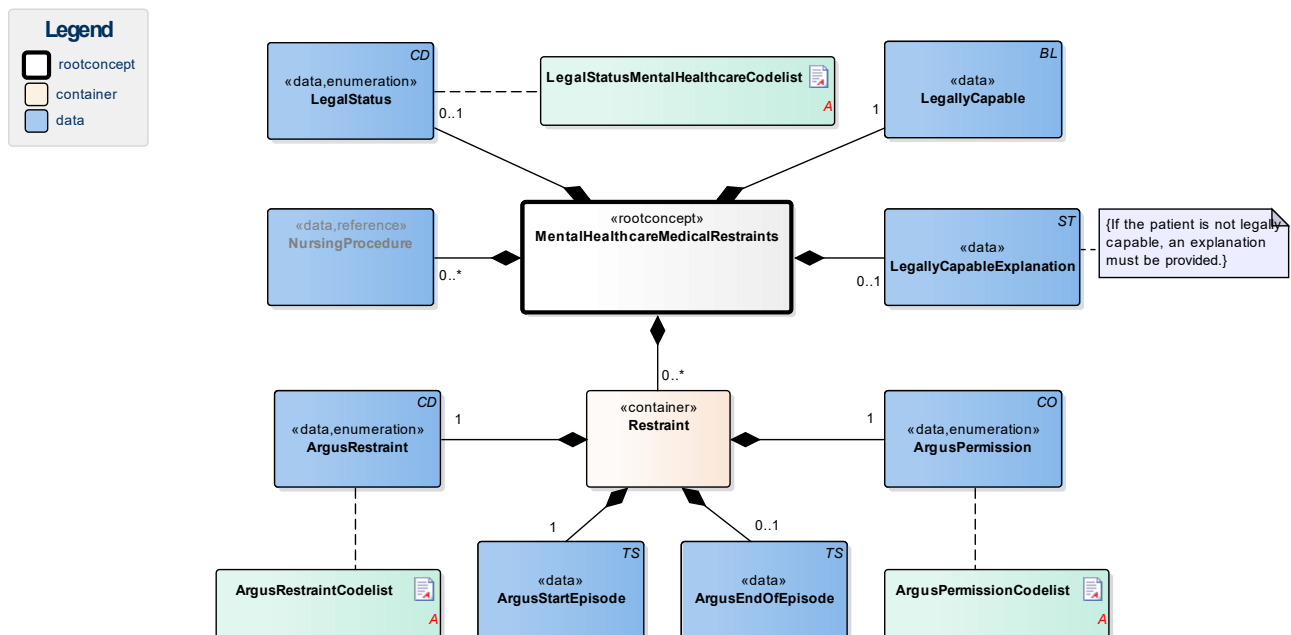 Legend
rootconcept
container
data
CD
«data,enumeration»
LegalStatus
0..1
LegalStatusMentalHealthcareCodelist
A
BL
«data»
LegallyCapable
1
«data,reference»
NursingProcedure
0..*
«rootconcept»
MentalHealthcareMedicalRestraints
ST
«data»
LegallyCapableExplanation
0..1
{If the patient is not legally
capable, an explanation
must be provided.}
0..*
CD
«data,enumeration»
ArgusRestraint
1
«container»
Restraint
1
CO
«data,enumeration»
ArgusPermission
1
0..1
ArgusRestraintCodelist
A
TS
«data»
ArgusStartEpisode
TS
«data»
ArgusEndOfEpisode
ArgusPermissionCodelist
A